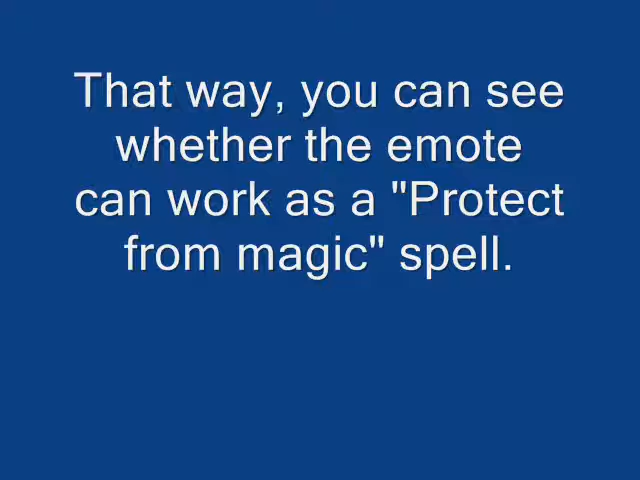 That way, you can see
whether the emote
can work as a "Protect
from magic" spell.